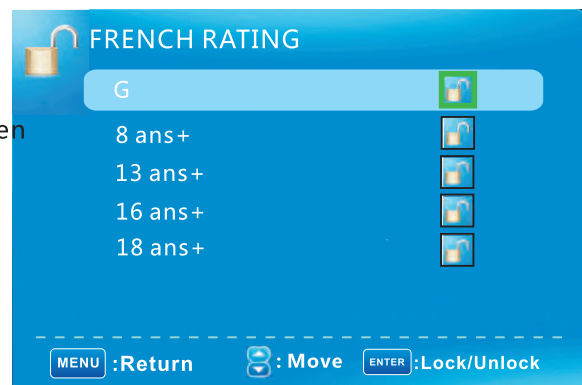 FRENCH RATING
G
en
8 ans+
13 ans+
16 ans+
18 ans+
MENU :Return : Move ENTER :Lock/Unlock